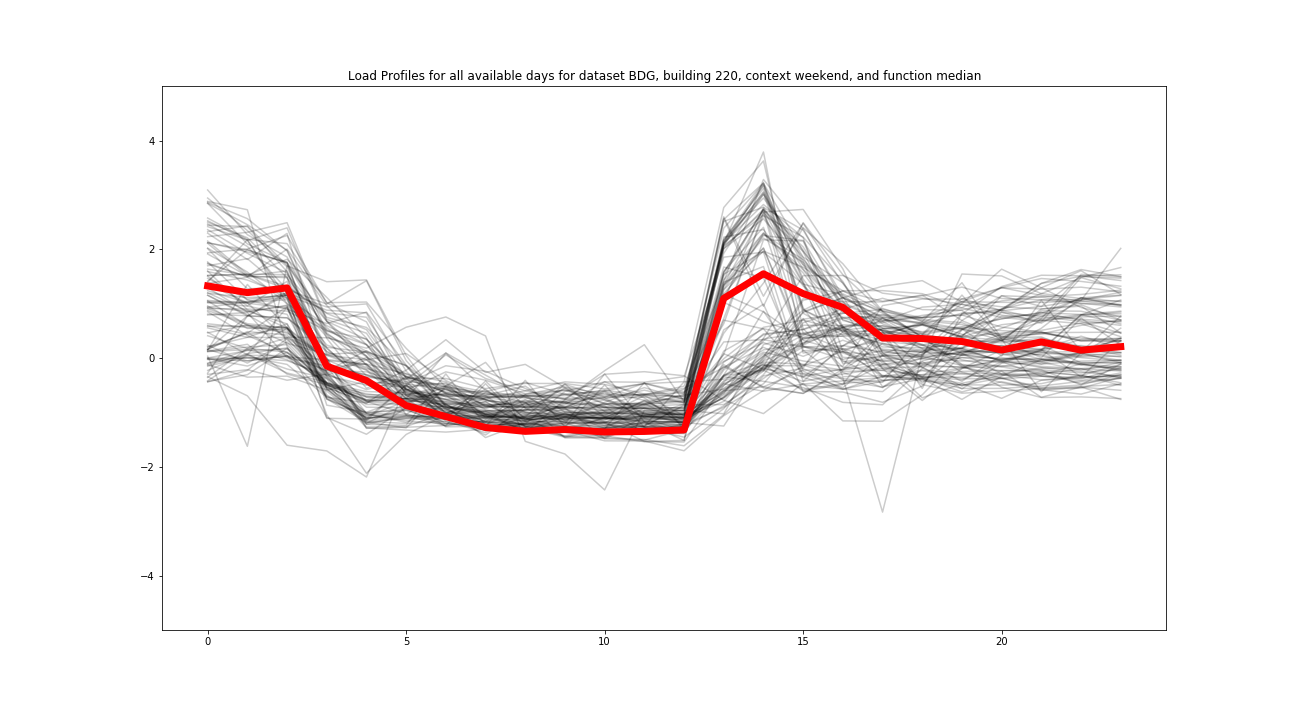 Load Profiles for all available days for dataset BDG, building 220, context weekend, and function median
4
2
0
−2
−4
0 5 10 15 20